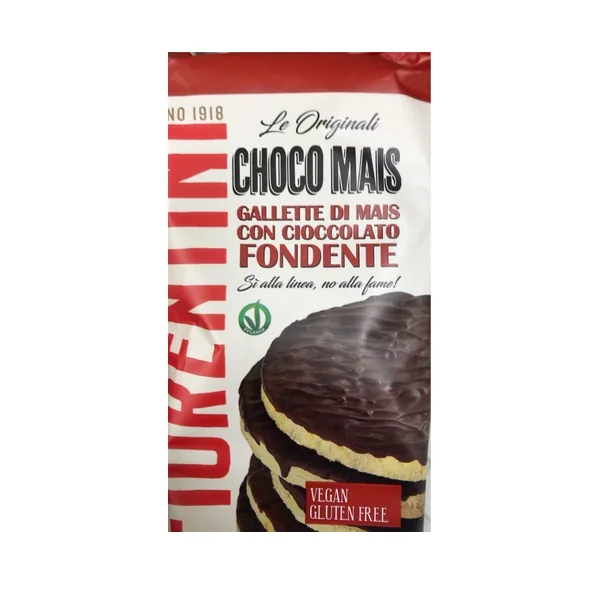 NO 1918
FIORENTINI
Le Originali
CHOCO MAIS
GALLETTE DI MAIS
CON CIOCCOLATO
FONDENTE
Sì alla linea, no alla fame!
VEGAN
GLUTEN FREE